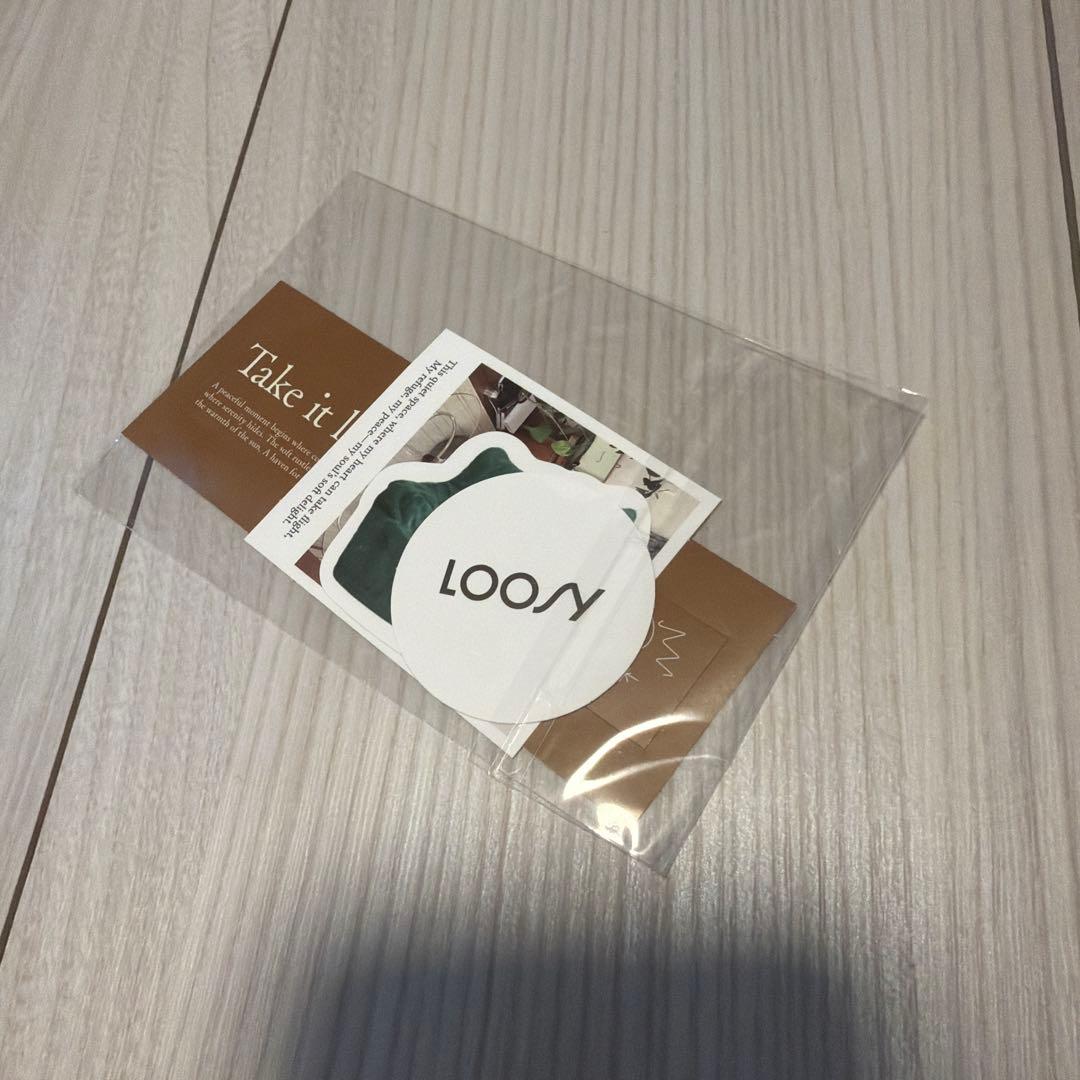 Take it
A peaceful moment begins where
where serenity hides. The soft
the warmth of the sun, A haven for
This quiet space, where my heart can take flight,
My refuge, my peace—my soul's soft delight.
LOOSY